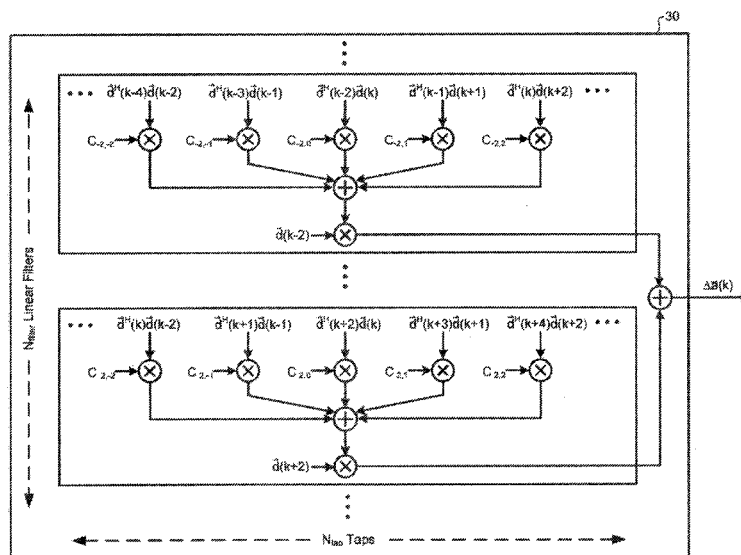 30
d̂ᴴ(k-4)d̂(k-2) d̂ᴴ(k-3)d̂(k-1) d̂ᴴ(k-2)d̂(k) d̂ᴴ(k-1)d̂(k+1) d̂ᴴ(k)d̂(k+2)
C-2,-2 C-2,-1 C-2,0 C-2,1 C-2,2
d̂(k-2)
Nfilter Linear Filters
Δa(k)
d̂ᴴ(k)d̂(k-2) d̂ᴴ(k+1)d̂(k-1) d̂ᴴ(k+2)d̂(k) d̂ᴴ(k+3)d̂(k+1) d̂ᴴ(k+4)d̂(k+2)
C2,-2 C2,-1 C2,0 C2,1 C2,2
d̂(k+2)
Ntap Taps